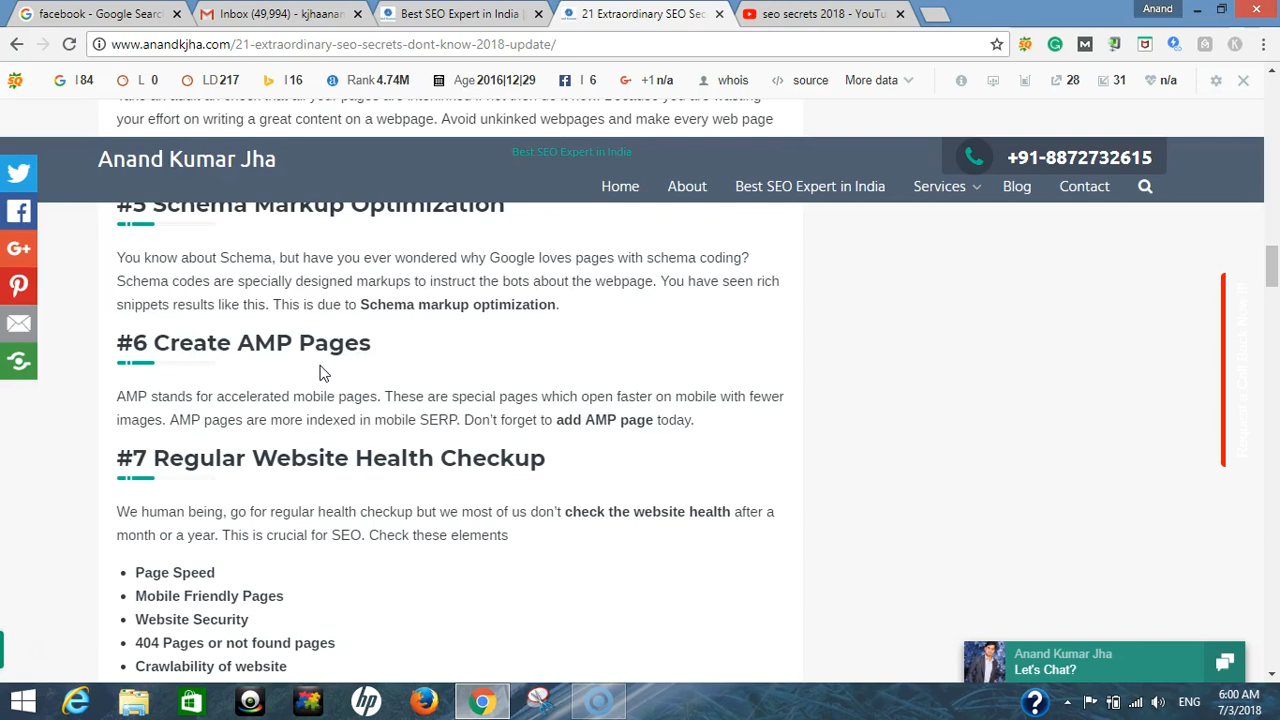 facebook - Google Searc
Inbox (49,994) - kjhaanan
Best SEO Expert in India |
21 Extraordinary SEO Sec
seo secrets 2018 - YouTu
Anand
www.anandkjha.com/21-extraordinary-seo-secrets-dont-know-2018-update/
I 84
L 0
LD 217
I 16
Rank 4.74M
Age 2016|12|29
I 6
+1 n/a
whois
source
More data
28
31
n/a
your effort on writing a great content on a webpage. Avoid unkinked webpages and make every web page
Anand Kumar Jha
Best SEO Expert in India
+91-8872732615
Home
About
Best SEO Expert in India
Services
Blog
Contact
#5 Schema Markup Optimization
You know about Schema, but have you ever wondered why Google loves pages with schema coding?
Schema codes are specially designed markups to instruct the bots about the webpage. You have seen rich
snippets results like this. This is due to Schema markup optimization.
#6 Create AMP Pages
AMP stands for accelerated mobile pages. These are special pages which open faster on mobile with fewer
images. AMP pages are more indexed in mobile SERP. Don't forget to add AMP page today.
#7 Regular Website Health Checkup
We human being, go for regular health checkup but we most of us don't check the website health after a
month or a year. This is crucial for SEO. Check these elements
• Page Speed
• Mobile Friendly Pages
• Website Security
• 404 Pages or not found pages
• Crawlability of website
Request a Call Back Now !!!
Anand Kumar Jha
Let's Chat?
ENG
6:00 AM
7/3/2018